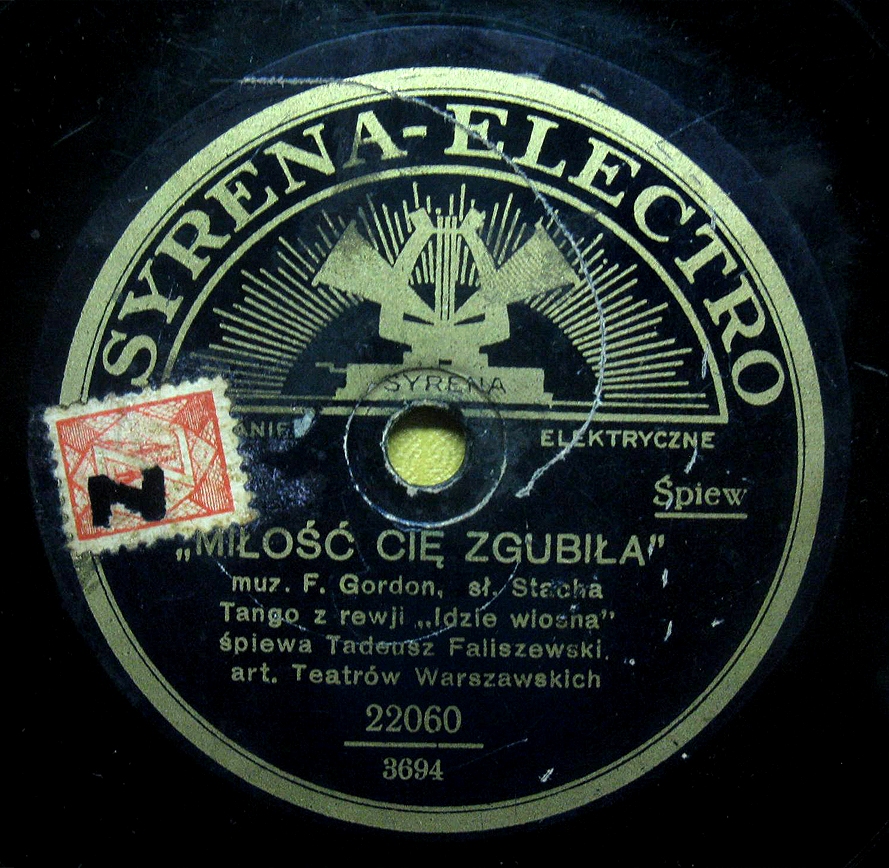 SYRENA-ELECTRO
SYRENA
ELEKTRYCZNE
Śpiew
„MIŁOŚĆ CIĘ ZGUBIŁA”
muz. F. Gordon, sł. Stacha
Tango z rewji „Idzie wiosna”
śpiewa Tadeusz Faliszewski,
art. Teatrów Warszawskich
22060
3694